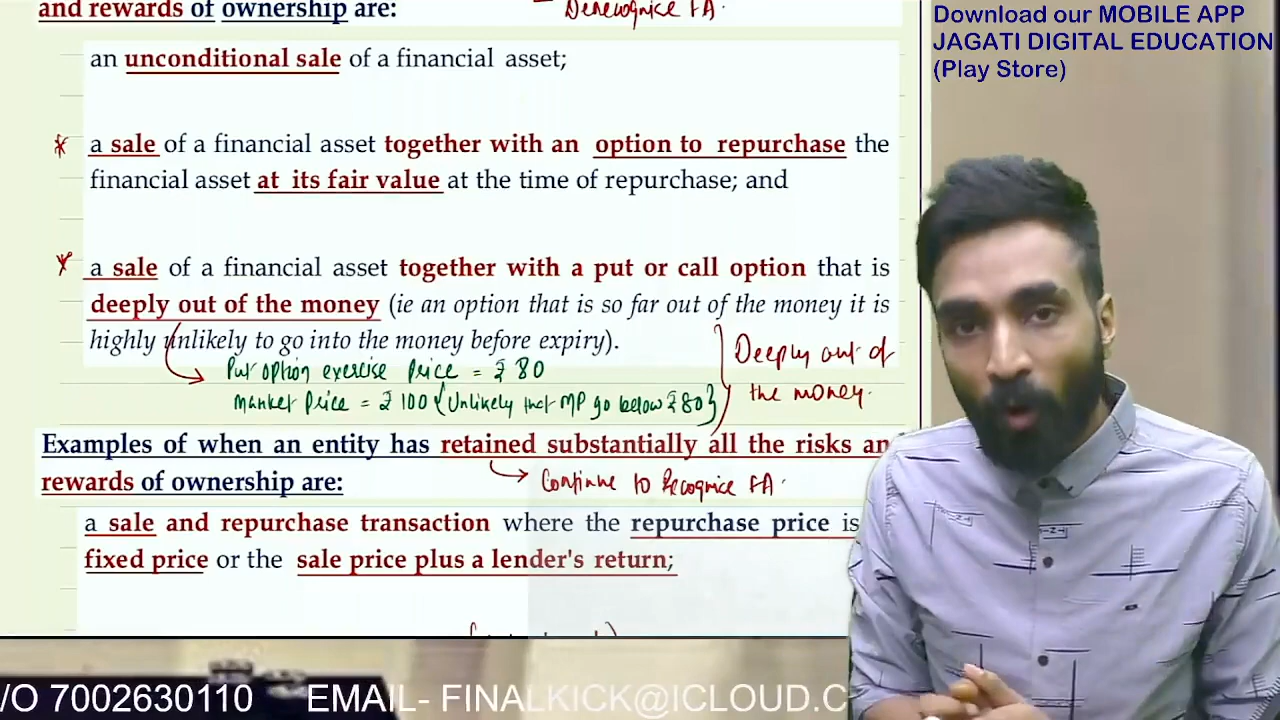 and rewards of ownership are:
Derecognice FA.
an unconditional sale of a financial asset;
a sale of a financial asset together with an option to repurchase the
financial asset at its fair value at the time of repurchase; and
a sale of a financial asset together with a put or call option that is
deeply out of the money (ie an option that is so far out of the money it is
highly unlikely to go into the money before expiry).
Put option exercise Price = ₹ 80
Market Price = ₹ 100 { Unlikely that MP go below ₹ 80 }
Deeply out of
the money.
Examples of when an entity has retained substantially all the risks an
rewards of ownership are:
Continue to Recognice FA.
a sale and repurchase transaction where the repurchase price is
fixed price or the sale price plus a lender's return;
Download our MOBILE APP
JAGATI DIGITAL EDUCATION
(Play Store)
/O 7002630110 EMAIL- FINALKICK@ICLOUD.C